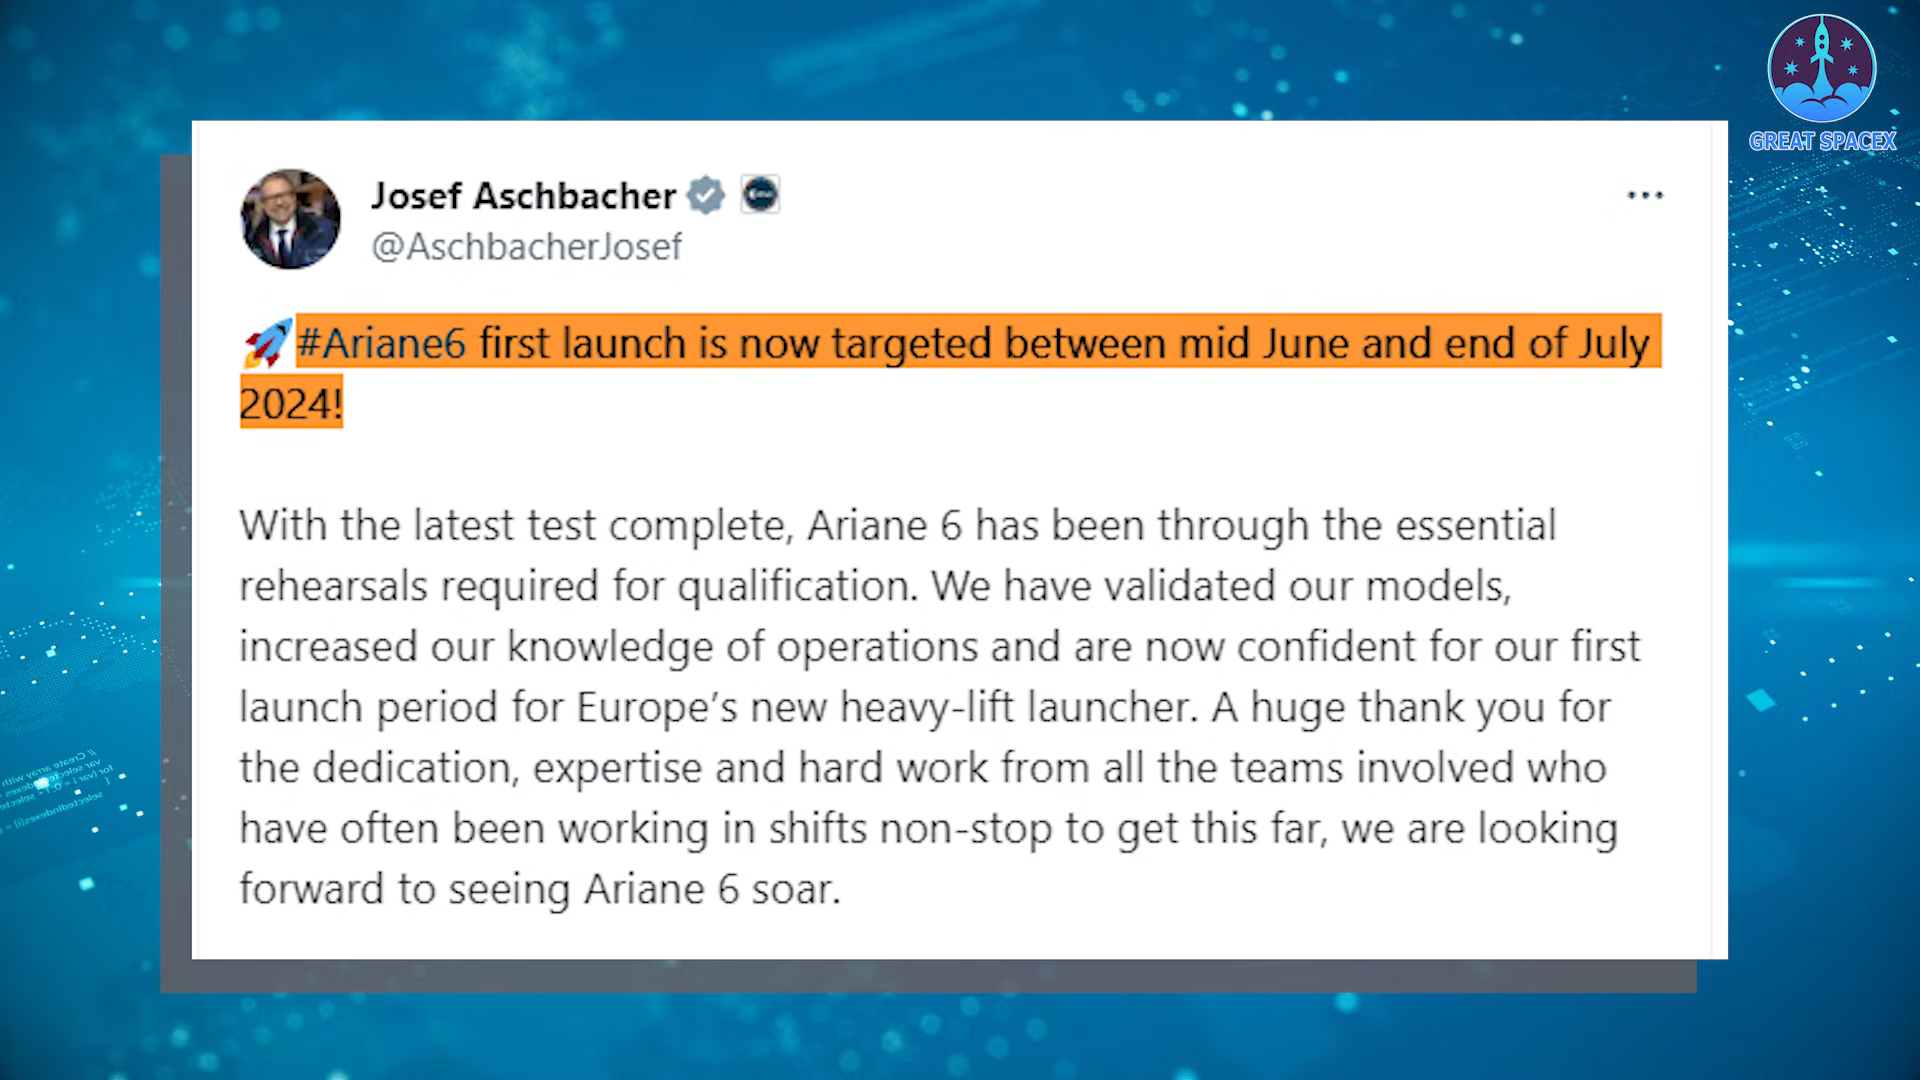 GREAT SPACEX
Josef Aschbacher
@AschbacherJosef
🚀#Ariane6 first launch is now targeted between mid June and end of July
2024!
With the latest test complete, Ariane 6 has been through the essential
rehearsals required for qualification. We have validated our models,
increased our knowledge of operations and are now confident for our first
launch period for Europe’s new heavy-lift launcher. A huge thank you for
the dedication, expertise and hard work from all the teams involved who
have often been working in shifts non-stop to get this far, we are looking
forward to seeing Ariane 6 soar.